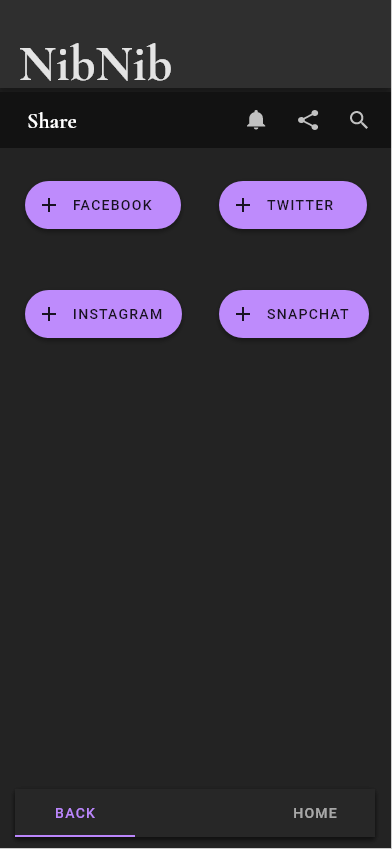 NibNib
Share
FACEBOOK
TWITTER
INSTAGRAM
SNAPCHAT
BACK
HOME